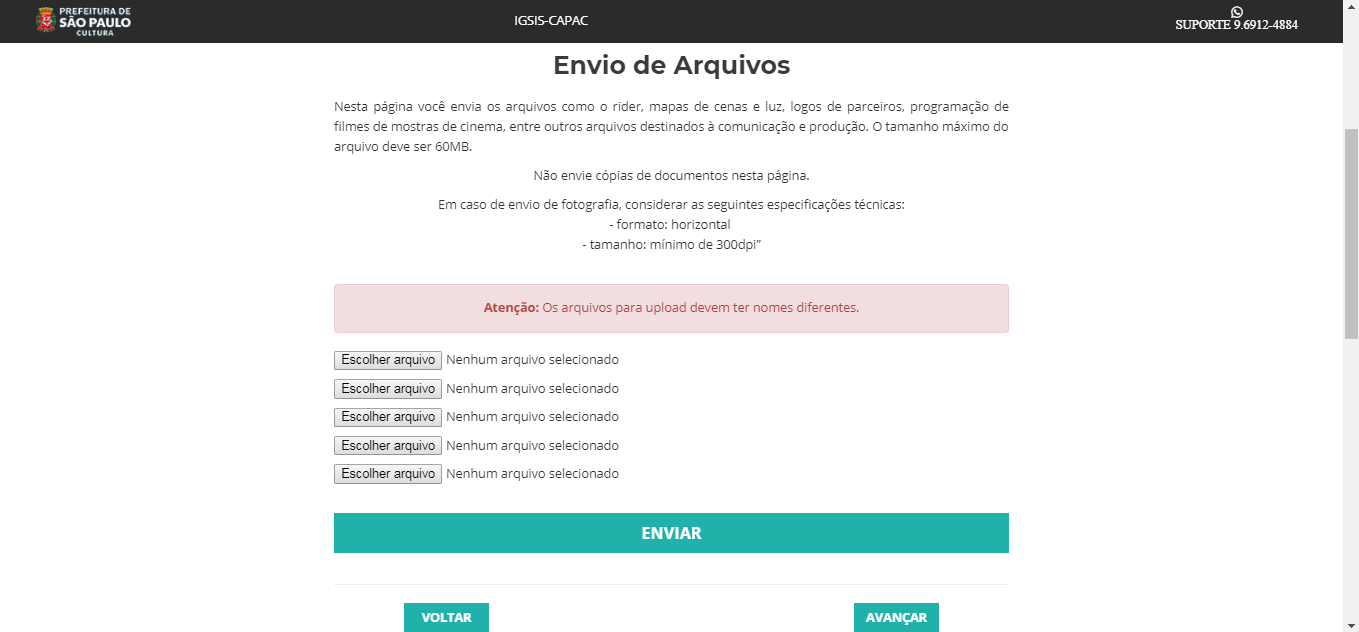 PREFEITURA DE
SÃO PAULO
CULTURA
IGSIS-CAPAC
SUPORTE 9.6912-4884
Envio de Arquivos
Nesta página você envia os arquivos como o rider, mapas de cenas e luz, logos de parceiros, programação de
filmes de mostras de cinema, entre outros arquivos destinados à comunicação e produção. O tamanho máximo do
arquivo deve ser 60MB.
Não envie cópias de documentos nesta página.
Em caso de envio de fotografia, considerar as seguintes especificações técnicas:
- formato: horizontal
- tamanho: mínimo de 300dpi”
Atenção: Os arquivos para upload devem ter nomes diferentes.
Escolher arquivo Nenhum arquivo selecionado
Escolher arquivo Nenhum arquivo selecionado
Escolher arquivo Nenhum arquivo selecionado
Escolher arquivo Nenhum arquivo selecionado
Escolher arquivo Nenhum arquivo selecionado
ENVIAR
VOLTAR AVANÇAR